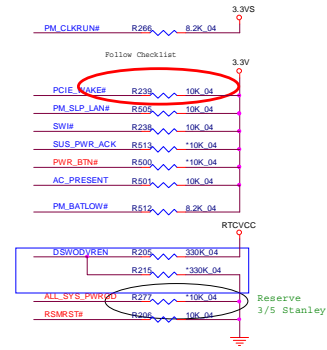 3.3VS
PM_CLKRUN# R266 8.2K_04
Follow Checklist
3.3V
PCIE_WAKE# R239 10K_04
PM_SLP_LAN# R505 10K_04
SWI# R238 10K_04
SUS_PWR_ACK R513 *10K_04
PWR_BTN# R500 *10K_04
AC_PRESENT R501 10K_04
PM_BATLOW# R512 8.2K_04
RTCVCC
DSWODVREN R205 330K_04
R215 *330K_04
ALL_SYS_PWRGD R277 *10K_04 Reserve
3/5 Stanley
RSMRST# R206 10K_04